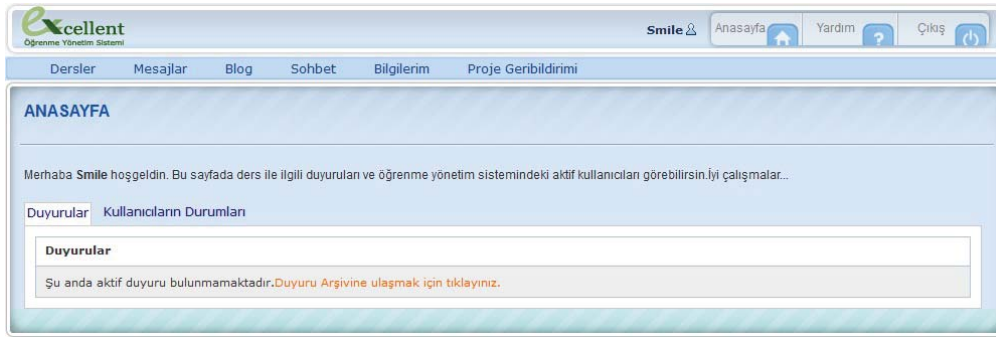 eXcellent
Öğrenme Yönetim Sistemi
Smile Anasayfa Yardım ? Çıkış
Dersler Mesajlar Blog Sohbet Bilgilerim Proje Geribildirimi
ANASAYFA
Merhaba Smile hoşgeldin. Bu sayfada ders ile ilgili duyuruları ve öğrenme yönetim sistemindeki aktif kullanıcıları görebilirsin.İyi çalışmalar...
Duyurular Kullanıcıların Durumları
Duyurular
Şu anda aktif duyuru bulunmamaktadır.Duyuru Arşivine ulaşmak için tıklayınız.